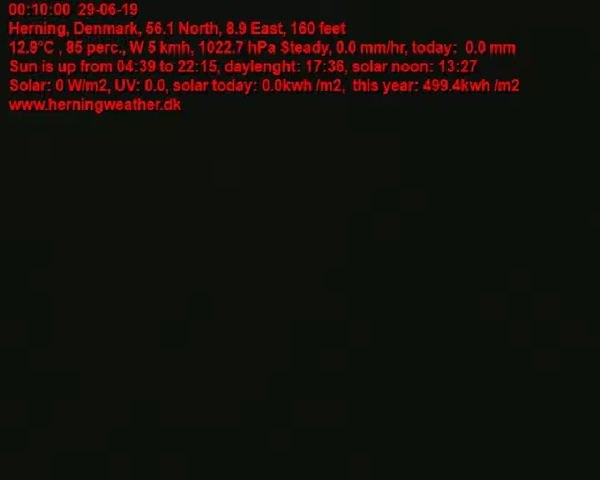 00:10:00 29-06-19
Herning, Denmark, 56.1 North, 8.9 East, 160 feet
12.9°C , 85 perc., W 5 kmh, 1022.7 hPa Steady, 0.0 mm/hr, today: 0.0 mm
Sun is up from 04:39 to 22:15, daylenght: 17:36, solar noon: 13:27
Solar: 0 W/m2, UV: 0.0, solar today: 0.0kwh /m2, this year: 499.4kwh /m2
www.herningweather.dk